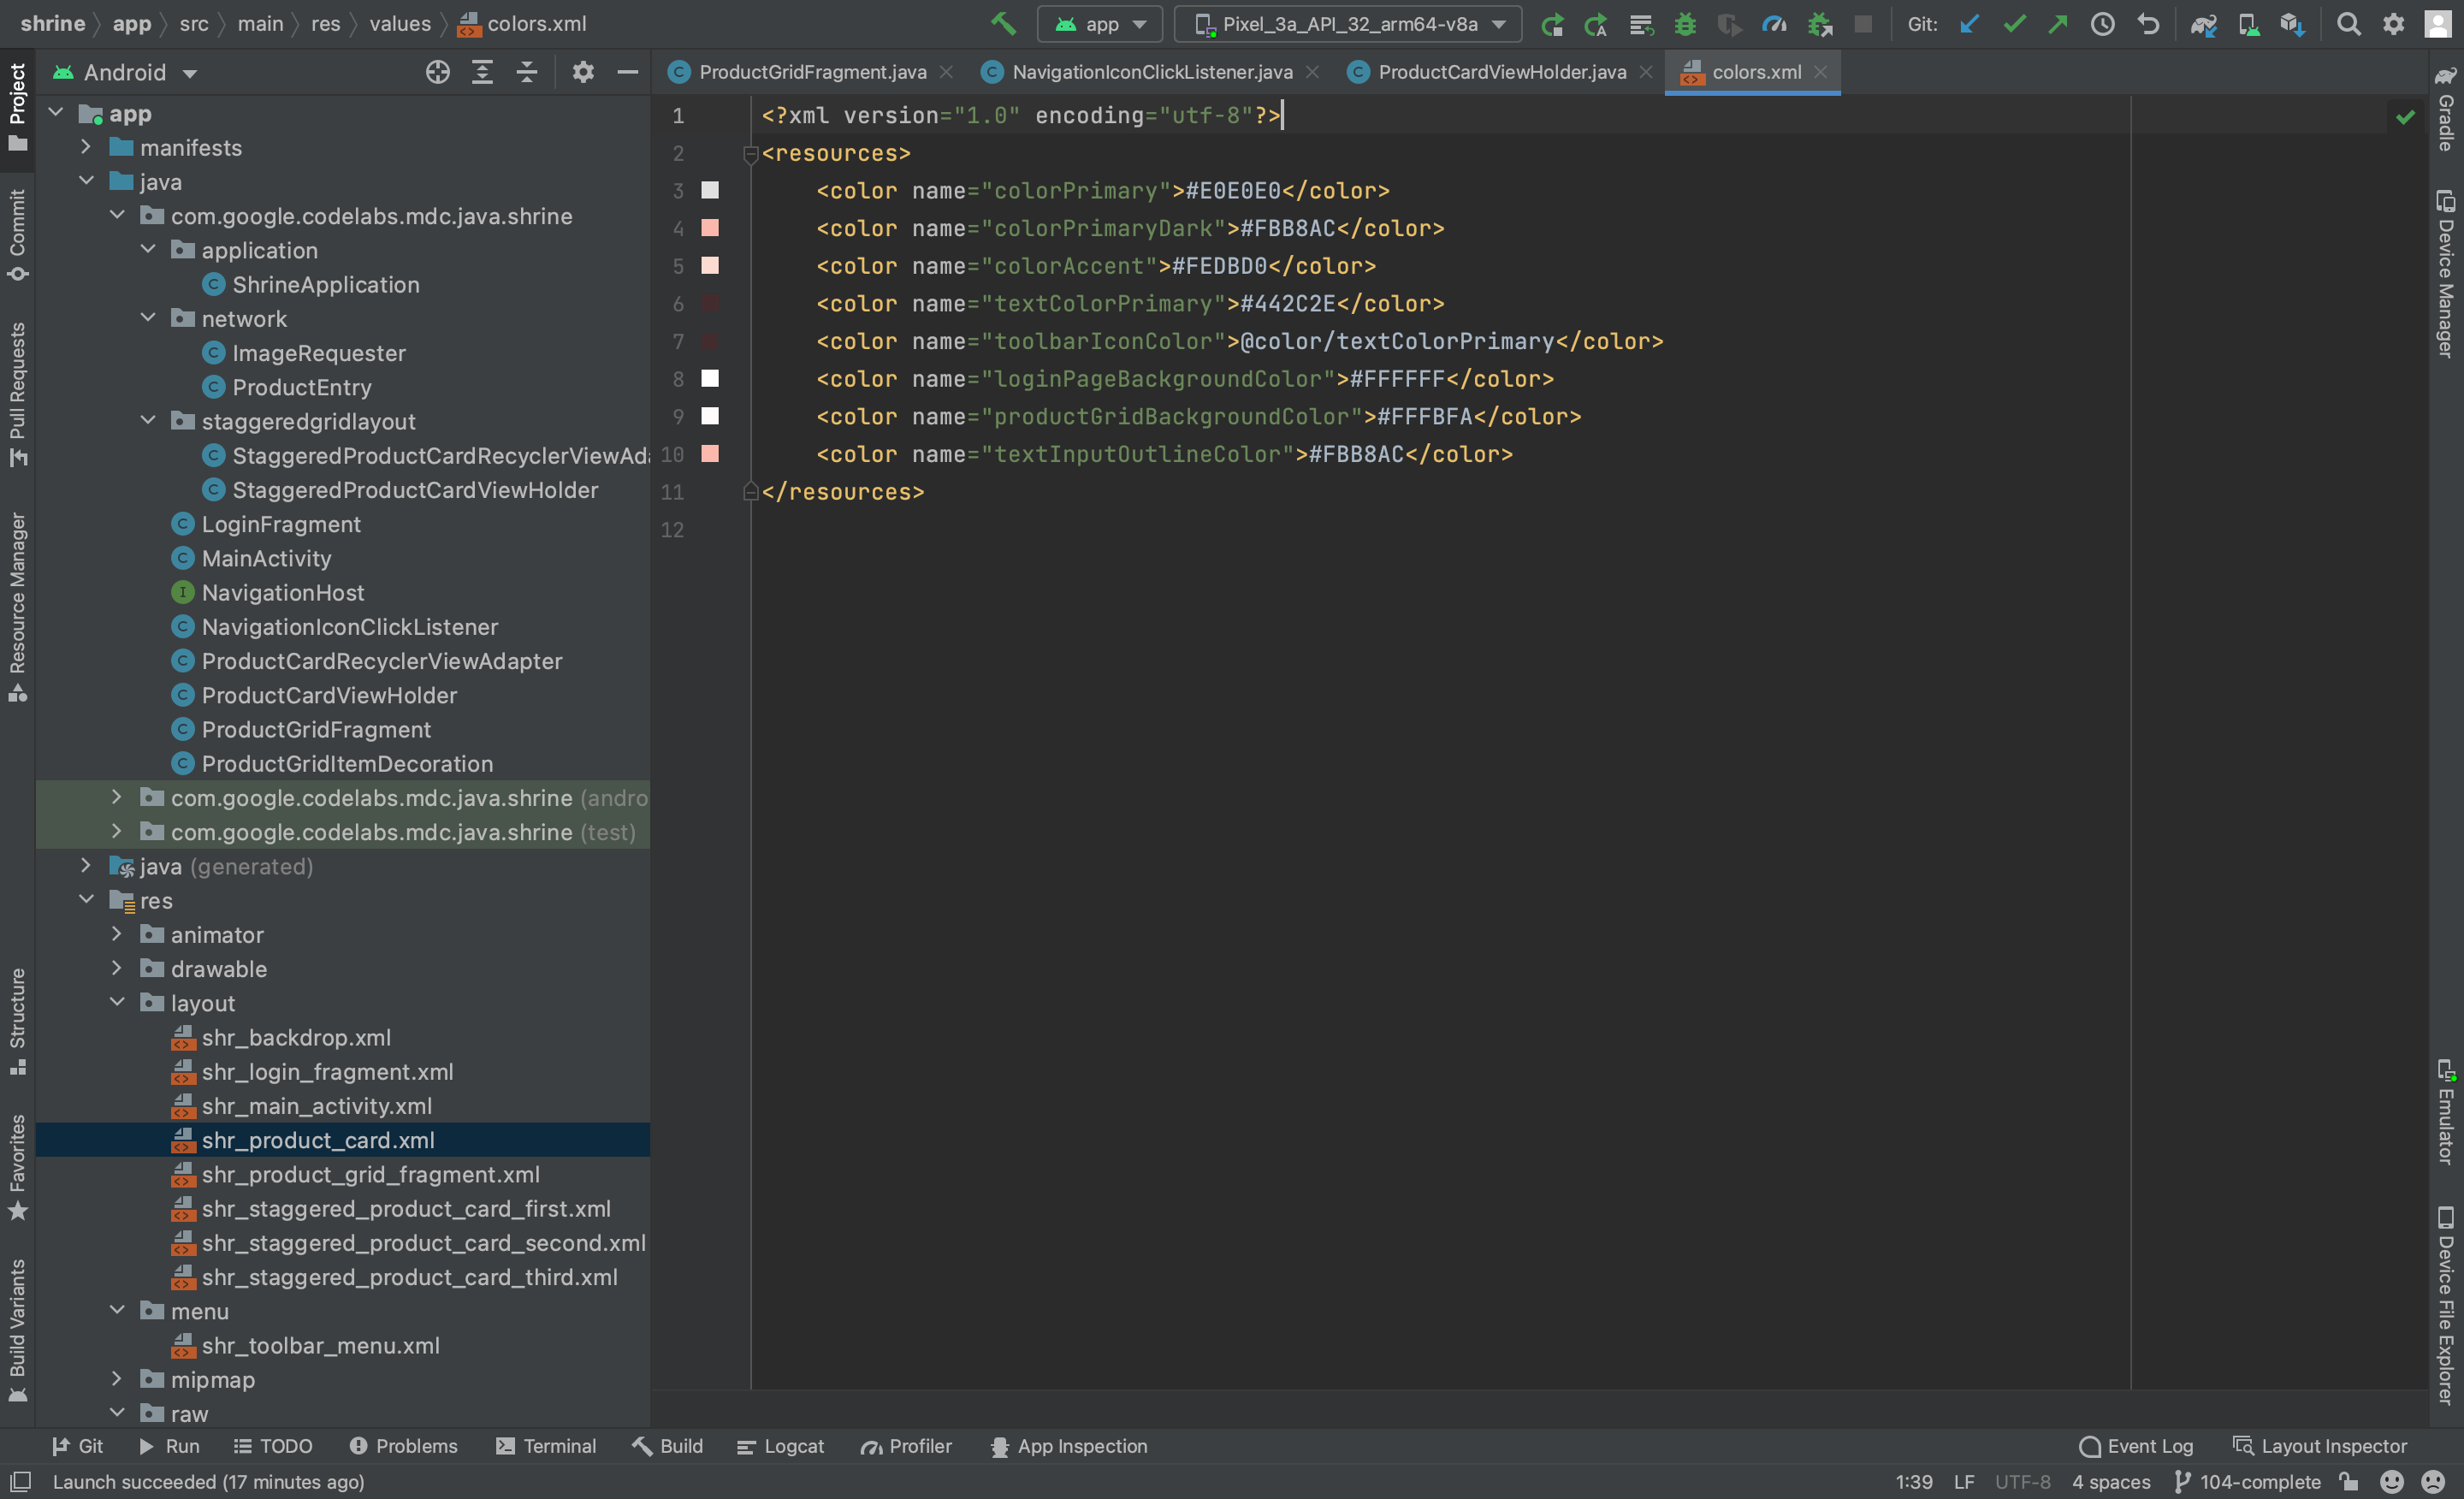 shrine app src main res values colors.xml
app Pixel_3a_API_32_arm64-v8a Git:
Project
Commit
Pull Requests
Resource Manager
Structure
Favorites
Build Variants
Android
app
manifests
java
com.google.codelabs.mdc.java.shrine
application
ShrineApplication
network
ImageRequester
ProductEntry
staggeredgridlayout
StaggeredProductCardRecyclerViewAda
StaggeredProductCardViewHolder
LoginFragment
MainActivity
NavigationHost
NavigationIconClickListener
ProductCardRecyclerViewAdapter
ProductCardViewHolder
ProductGridFragment
ProductGridItemDecoration
com.google.codelabs.mdc.java.shrine (andro
com.google.codelabs.mdc.java.shrine (test)
java (generated)
res
animator
drawable
layout
shr_backdrop.xml
shr_login_fragment.xml
shr_main_activity.xml
shr_product_card.xml
shr_product_grid_fragment.xml
shr_staggered_product_card_first.xml
shr_staggered_product_card_second.xml
shr_staggered_product_card_third.xml
menu
shr_toolbar_menu.xml
mipmap
raw
ProductGridFragment.java NavigationIconClickListener.java ProductCardViewHolder.java colors.xml
1 <?xml version="1.0" encoding="utf-8"?>
2 <resources>
3 <color name="colorPrimary">#E0E0E0</color>
4 <color name="colorPrimaryDark">#FBB8AC</color>
5 <color name="colorAccent">#FEDBD0</color>
6 <color name="textColorPrimary">#442C2E</color>
7 <color name="toolbarIconColor">@color/textColorPrimary</color>
8 <color name="loginPageBackgroundColor">#FFFFFF</color>
9 <color name="productGridBackgroundColor">#FFFBFA</color>
10 <color name="textInputOutlineColor">#FBB8AC</color>
11 </resources>
12
Gradle
Device Manager
Emulator
Device File Explorer
Git Run TODO Problems Terminal Build Logcat Profiler App Inspection Event Log Layout Inspector
Launch succeeded (17 minutes ago) 1:39 LF UTF-8 4 spaces 104-complete